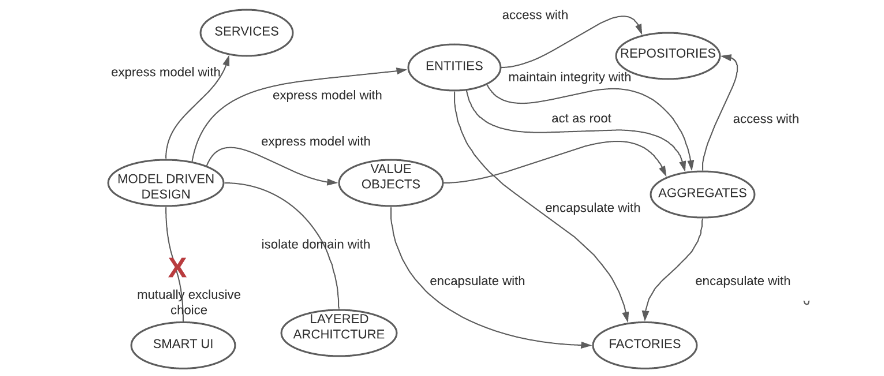 access with
SERVICES
REPOSITORIES
ENTITIES
express model with
maintain integrity with
express model with
act as root
access with
express model with
VALUE
OBJECTS
MODEL DRIVEN
DESIGN
AGGREGATES
encapsulate with
isolate domain with
X
encapsulate with
encapsulate with
mutually exclusive
choice
LAYERED
ARCHITCTURE
SMART UI
FACTORIES